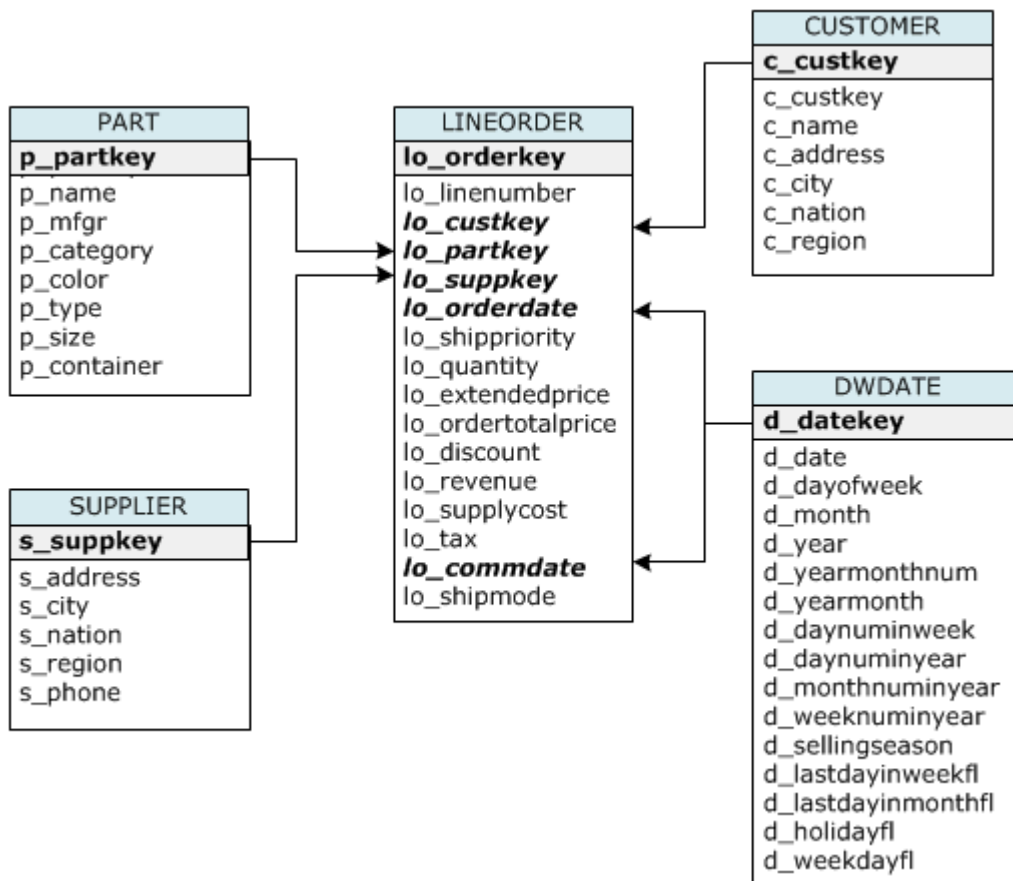 PART
p_partkey
p_name
p_mfgr
p_category
p_color
p_type
p_size
p_container
SUPPLIER
s_suppkey
s_address
s_city
s_nation
s_region
s_phone
LINEORDER
lo_orderkey
lo_linenumber
lo_custkey
lo_partkey
lo_suppkey
lo_orderdate
lo_shippriority
lo_quantity
lo_extendedprice
lo_ordertotalprice
lo_discount
lo_revenue
lo_supplycost
lo_tax
lo_commdate
lo_shipmode
CUSTOMER
c_custkey
c_custkey
c_name
c_address
c_city
c_nation
c_region
DWDATE
d_datekey
d_date
d_dayofweek
d_month
d_year
d_yearmonthnum
d_yearmonth
d_daynuminweek
d_daynuminyear
d_monthnuminyear
d_weeknuminyear
d_sellingseason
d_lastdayinweekfl
d_lastdayinmonthfl
d_holidayfl
d_weekdayfl